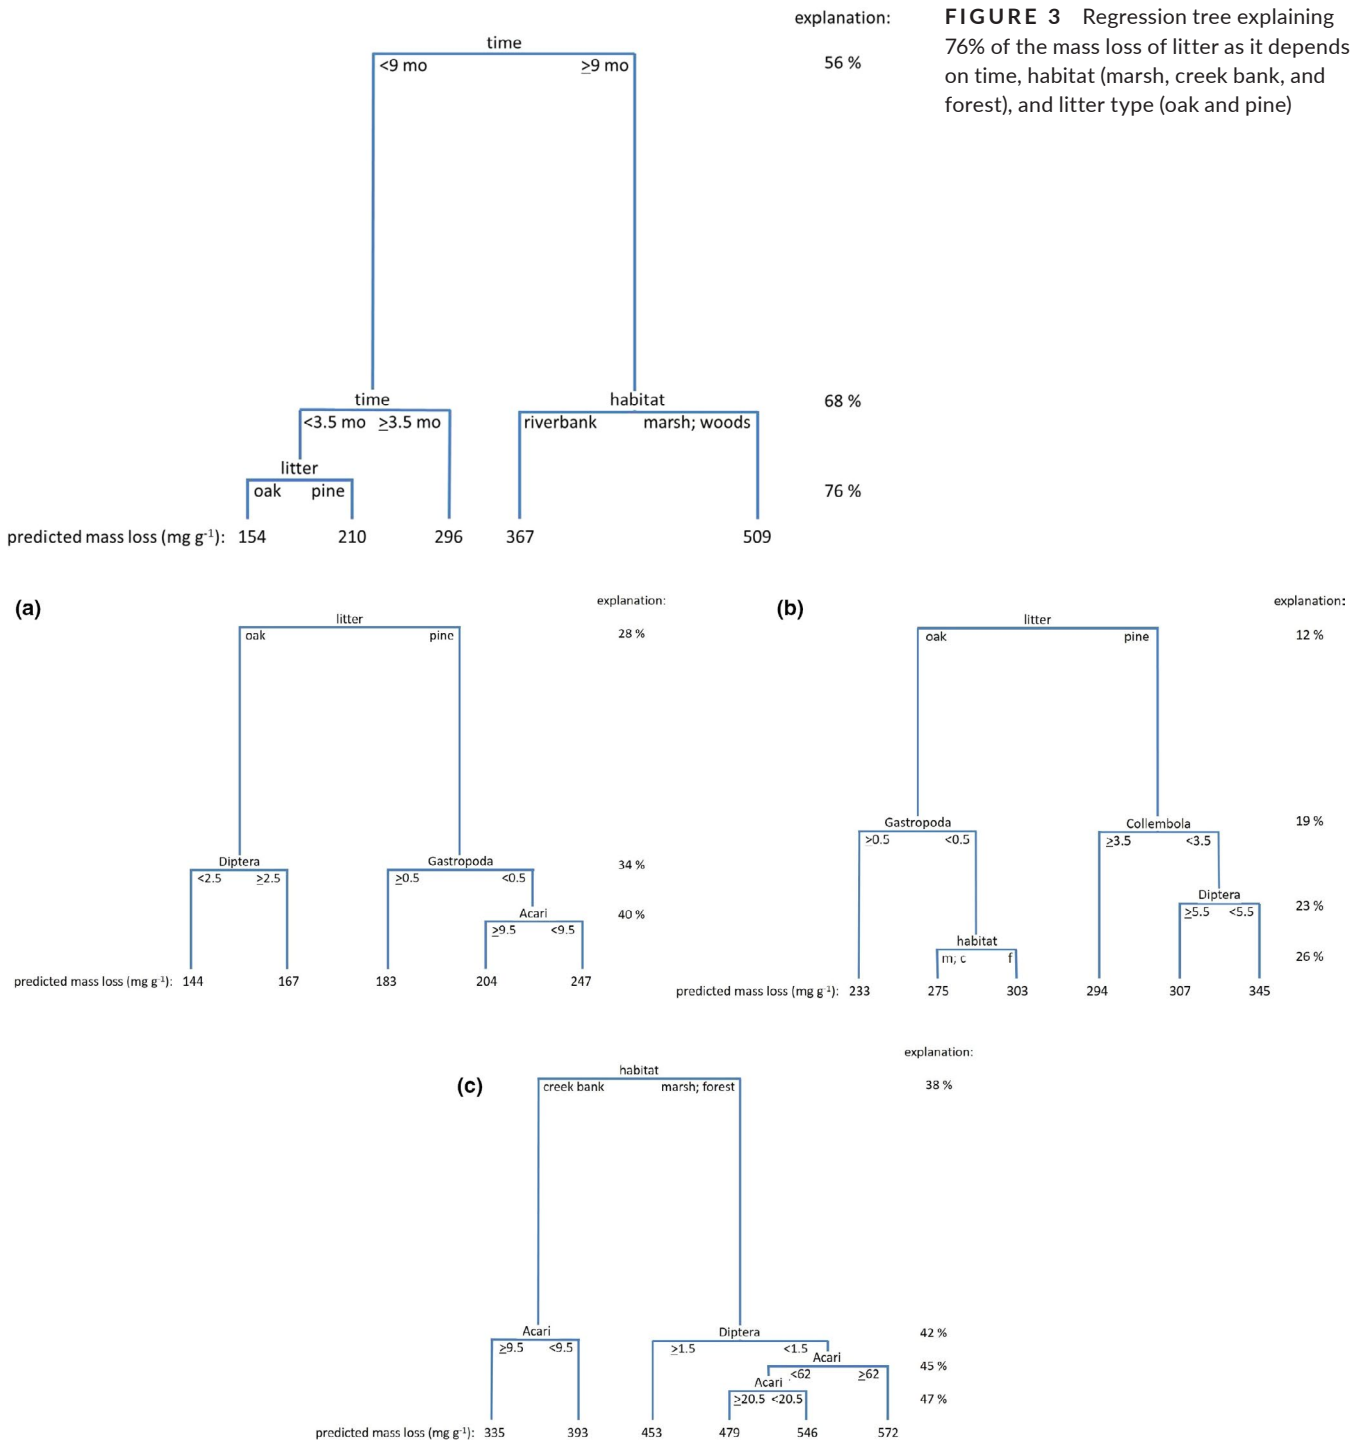 explanation:
FIGURE 3 Regression tree explaining
76% of the mass loss of litter as it depends
on time, habitat (marsh, creek bank, and
forest), and litter type (oak and pine)
time
<9 mo ≥9 mo 56 %
time habitat 68 %
<3.5 mo ≥3.5 mo riverbank marsh; woods
litter
oak pine 76 %
predicted mass loss (mg g-1): 154 210 296 367 509
(a)
explanation:
litter
oak pine 28 %
Diptera Gastropoda 34 %
<2.5 ≥2.5 ≥0.5 <0.5
Acari 40 %
≥9.5 <9.5
predicted mass loss (mg g-1): 144 167 183 204 247
(b)
explanation:
litter
oak pine 12 %
Gastropoda Collembola 19 %
≥0.5 <0.5 ≥3.5 <3.5
Diptera
≥5.5 <5.5 23 %
habitat
m; c f 26 %
predicted mass loss (mg g-1): 233 275 303 294 307 345
(c)
explanation:
habitat
creek bank marsh; forest 38 %
Acari Diptera 42 %
≥9.5 <9.5 ≥1.5 <1.5
Acari 45 %
<62 ≥62
Acari
≥20.5 <20.5 47 %
predicted mass loss (mg g-1): 335 393 453 479 546 572